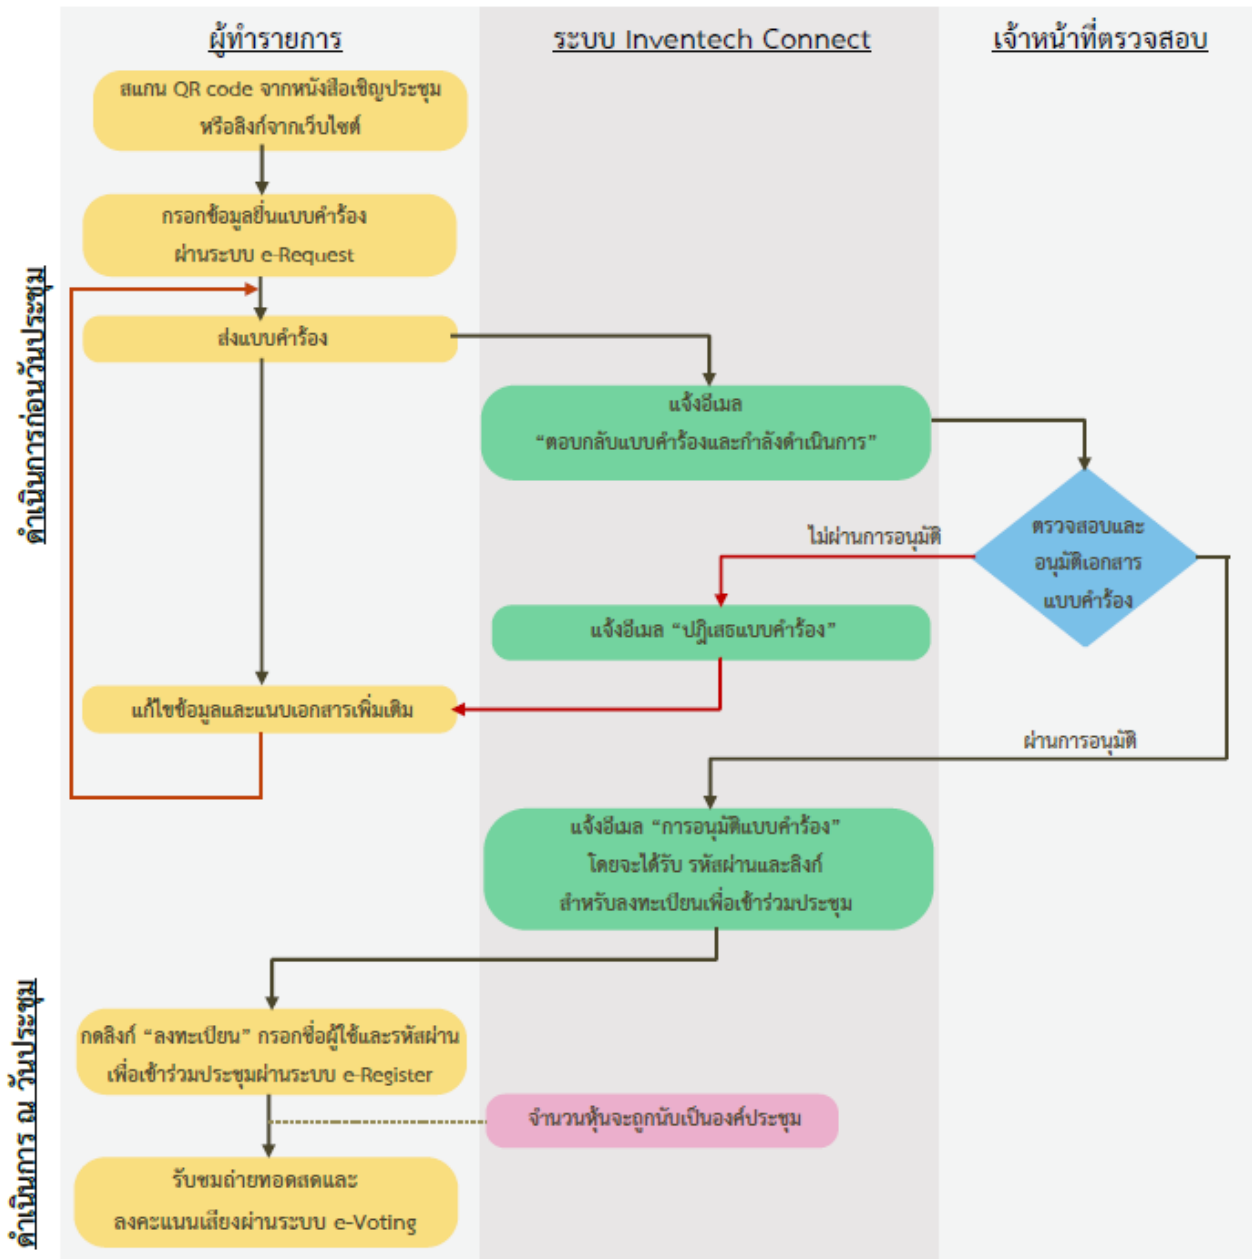 ผู้ทำรายการ
ระบบ Inventech Connect
เจ้าหน้าที่ตรวจสอบ
ดำเนินการก่อนวันประชุม
สแกน QR code จากหนังสือเชิญประชุม
หรือลิงก์จากเว็บไซต์
กรอกข้อมูลยื่นแบบคำร้อง
ผ่านระบบ e-Request
ส่งแบบคำร้อง
แจ้งอีเมล
“ตอบกลับแบบคำร้องและกำลังดำเนินการ”
ตรวจสอบและ
อนุมัติเอกสาร
แบบคำร้อง
ไม่ผ่านการอนุมัติ
แจ้งอีเมล “ปฎิเสธแบบคำร้อง”
แก้ไขข้อมูลและแนบเอกสารเพิ่มเติม
ผ่านการอนุมัติ
แจ้งอีเมล “การอนุมัติแบบคำร้อง”
โดยจะได้รับ รหัสผ่านและลิงก์
สำหรับลงทะเบียนเพื่อเข้าร่วมประชุม
ดำเนินการ ณ วันประชุม
กดลิงก์ “ลงทะเบียน” กรอกชื่อผู้ใช้และรหัสผ่าน
เพื่อเข้าร่วมประชุมผ่านระบบ e-Register
จำนวนหุ้นจะถูกนับเป็นองค์ประชุม
รับชมถ่ายทอดสดและ
ลงคะแนนเสียงผ่านระบบ e-Voting